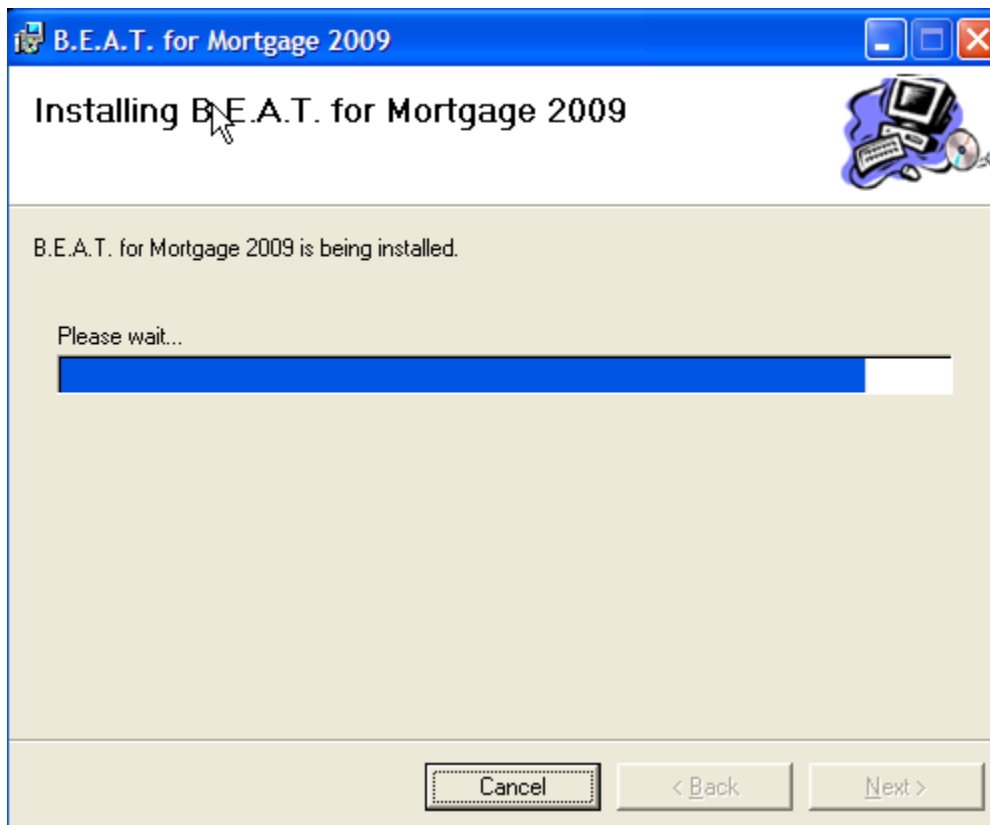 B.E.A.T. for Mortgage 2009
Installing B.E.A.T. for Mortgage 2009
B.E.A.T. for Mortgage 2009 is being installed.
Please wait...
Cancel
< Back
Next >